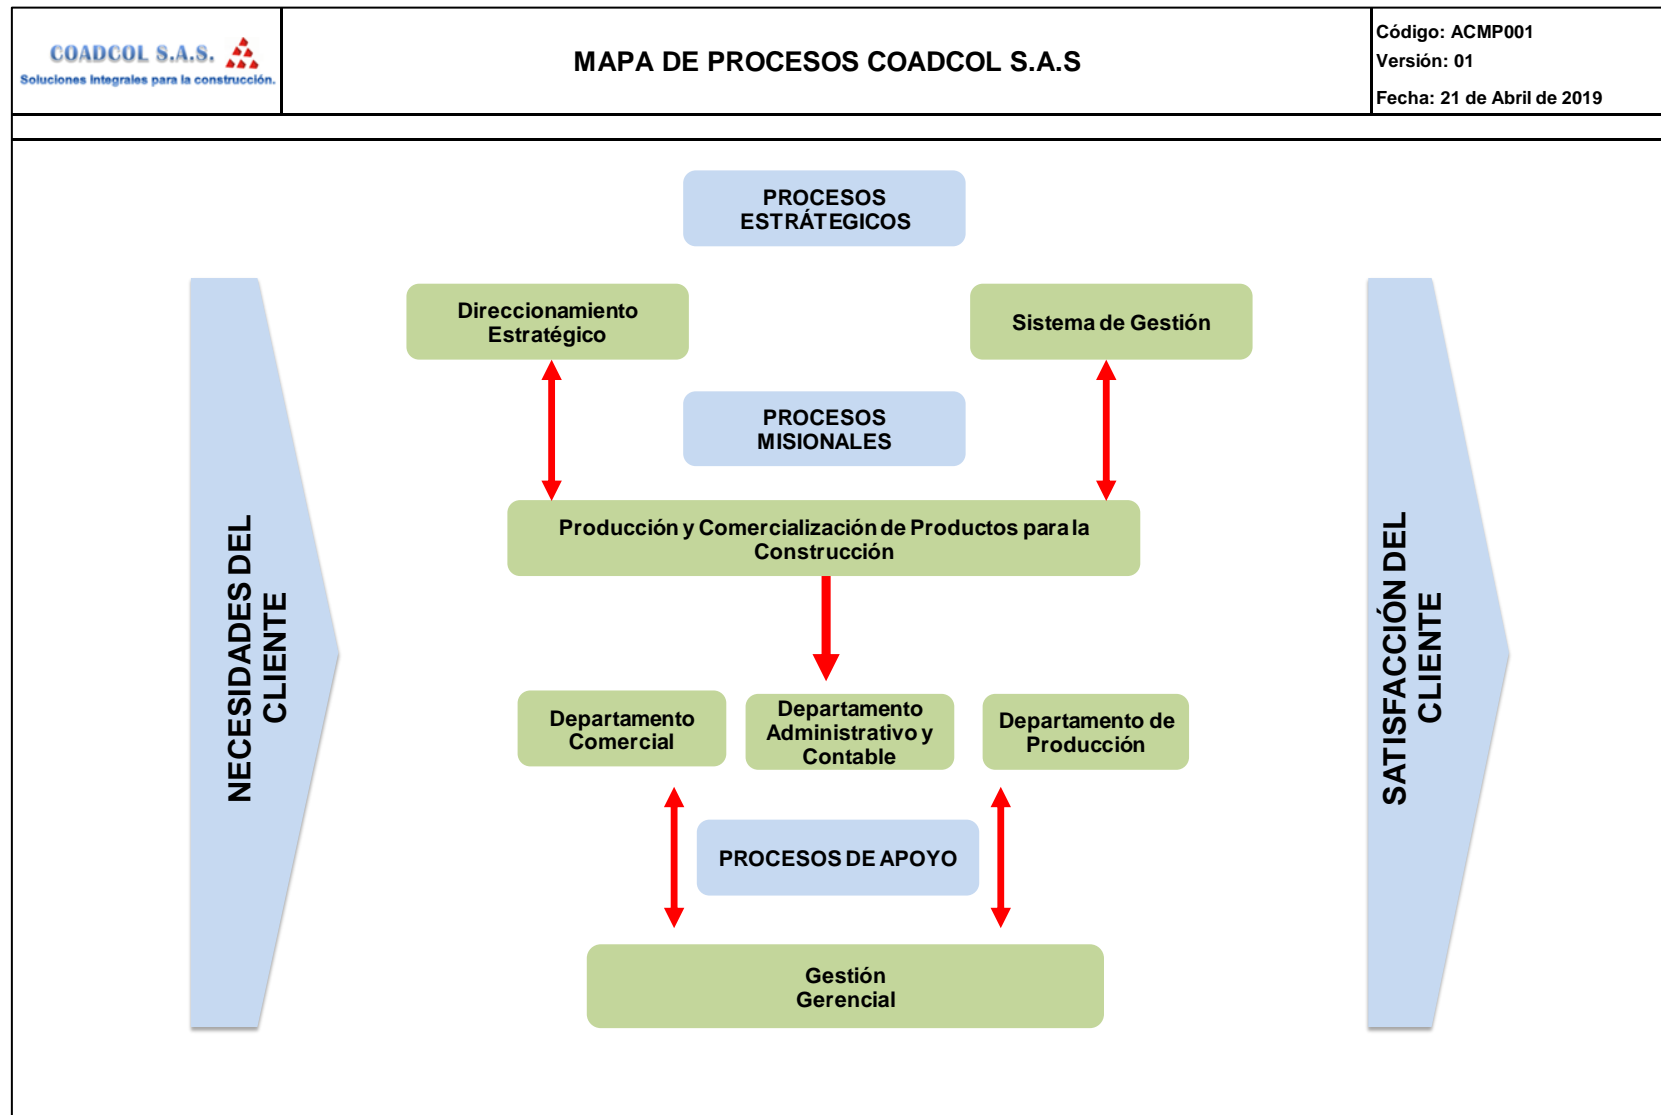 COADCOL S.A.S.
Soluciones Integrales para la construcción.
MAPA DE PROCESOS COADCOL S.A.S
Código: ACMP001
Versión: 01
Fecha: 21 de Abril de 2019
PROCESOS
ESTRÁTEGICOS
Direccionamiento
Estratégico
Sistema de Gestión
PROCESOS
MISIONALES
Producción y Comercialización de Productos para la
Construcción
NECESIDADES DEL
CLIENTE
SATISFACCIÓN DEL
CLIENTE
Departamento
Comercial
Departamento
Administrativo y
Contable
Departamento de
Producción
PROCESOS DE APOYO
Gestión
Gerencial